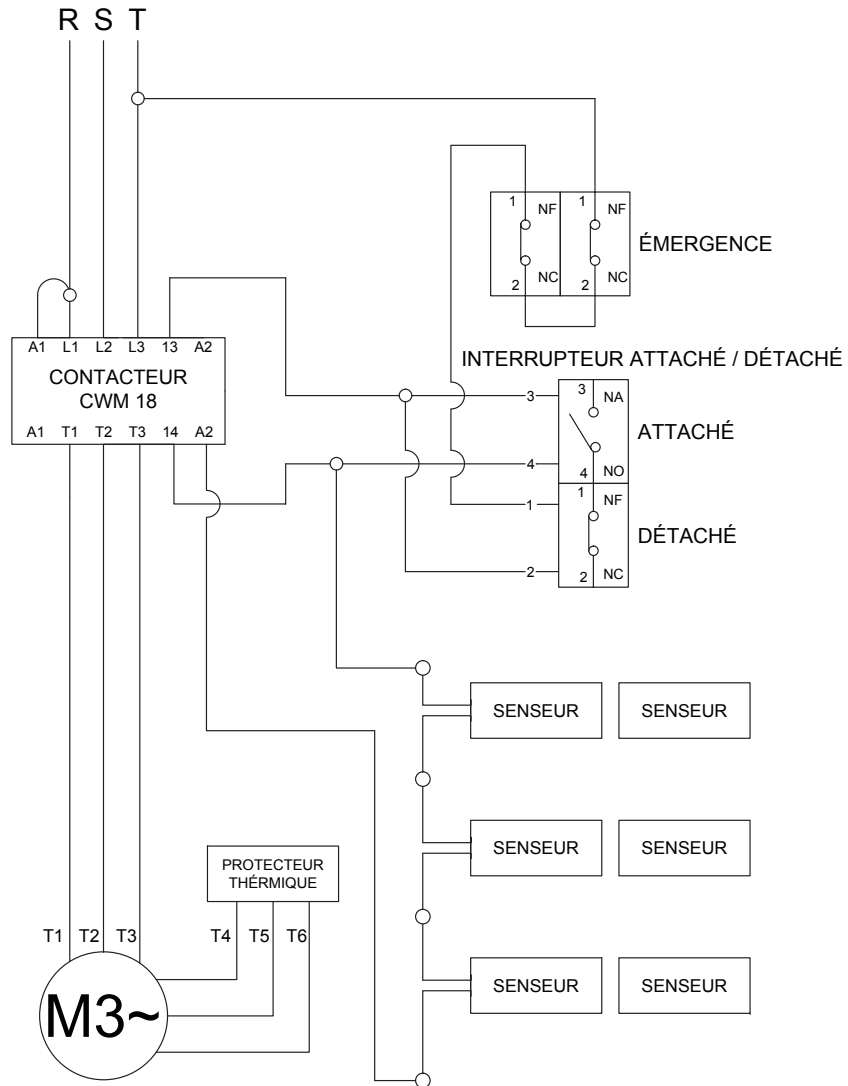 R S T
1 NF 1 NF
ÉMERGENCE
2 NC 2 NC
A1 L1 L2 L3 13 A2
INTERRUPTEUR ATTACHÉ / DÉTACHÉ
CONTACTEUR
CWM 18
3 3 NA
A1 T1 T2 T3 14 A2
ATTACHÉ
4 4 NO
1 1 NF
DÉTACHÉ
2 2 NC
SENSEUR SENSEUR
SENSEUR SENSEUR
PROTECTEUR
THÉRMIQUE
T1 T2 T3 T4 T5 T6
SENSEUR SENSEUR
M3~